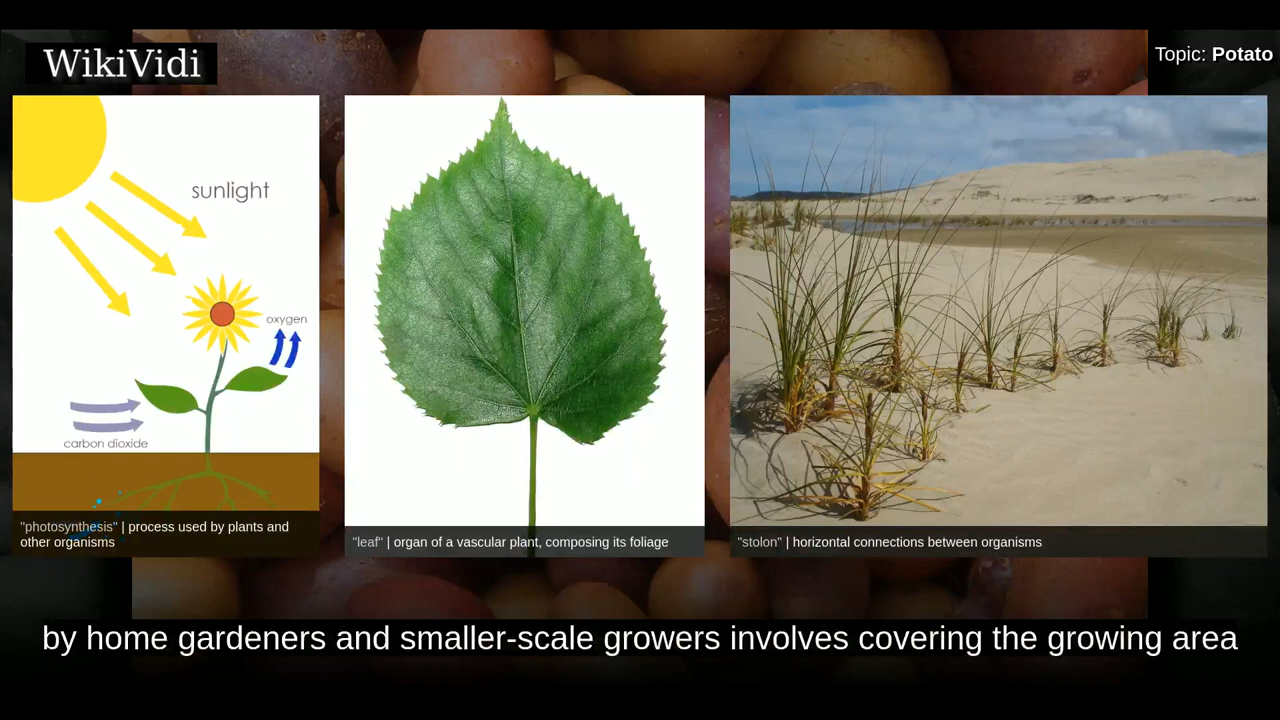 WikiVidi
Topic: Potato
sunlight
oxygen
carbon dioxide
"photosynthesis" | process used by plants and
other organisms
"leaf" | organ of a vascular plant, composing its foliage
"stolon" | horizontal connections between organisms
by home gardeners and smaller-scale growers involves covering the growing area